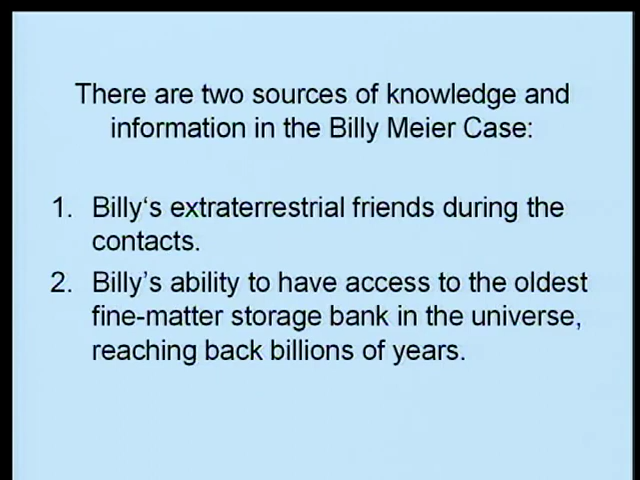 There are two sources of knowledge and
information in the Billy Meier Case:
1. Billy‘s extraterrestrial friends during the
contacts.
2. Billy’s ability to have access to the oldest
fine-matter storage bank in the universe,
reaching back billions of years.